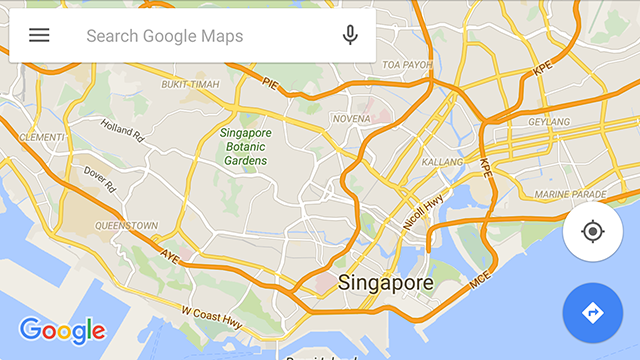 Search Google Maps
TOA PAYOH
KPE
PIE
BUKIT TIMAH
NOVENA
GEYLANG
Holland Rd
CLEMENTI
Singapore
Botanic
Gardens
KALLANG
KPE
Dover Rd
MARINE PARADE
Nicoll Hwy
QUEENSTOWN
AYE
Singapore
MCE
W Coast Hwy
Google